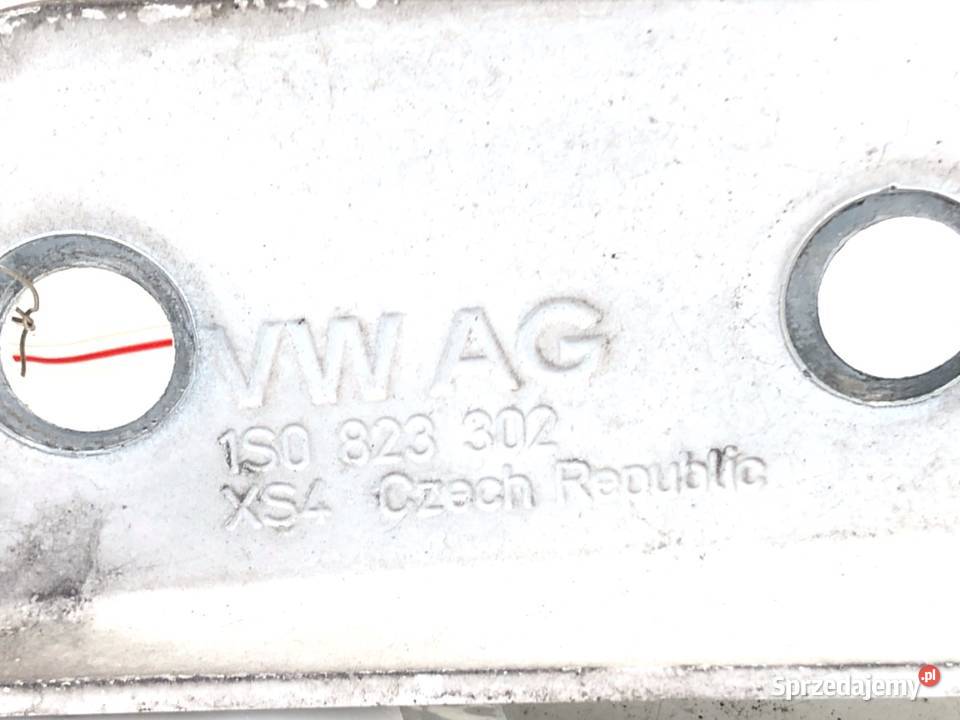 VW AG
1S0 823 302
XS4 Czech Republic
Sprzedajemy.pl